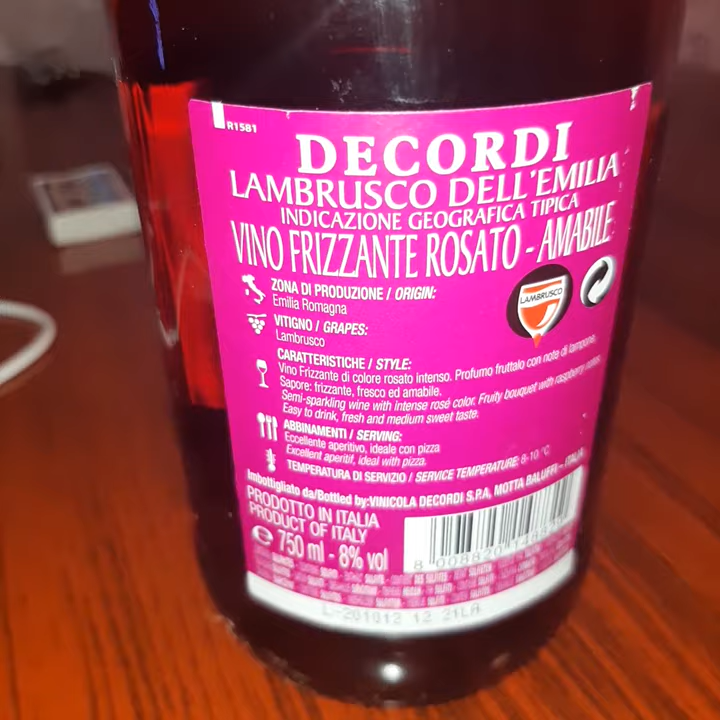 R1581
DECORDI
LAMBRUSCO DELL'EMILIA
INDICAZIONE GEOGRAFICA TIPICA
VINO FRIZZANTE ROSATO - AMABILE
ZONA DI PRODUZIONE / ORIGIN:
Emilia Romagna
LAMBRUSCO
VITIGNO / GRAPES:
Lambrusco
CARATTERISTICHE / STYLE:
Vino Frizzante di colore rosato intenso. Profumo fruttato con note di lampone.
Sapore: frizzante, fresco ed amabile.
Semi-sparkling wine with intense rosé color. Fruity bouquet with raspberry notes.
Easy to drink, fresh and medium sweet taste.
ABBINAMENTI / SERVING:
Eccellente aperitivo, ideale con pizza
Excellent aperitif, ideal with pizza.
TEMPERATURA DI SERVIZIO / SERVICE TEMPERATURE: 8-10 °C
Imbottigliato da/Bottled by:VINICOLA DECORDI S.P.A, MOTTA BALUFFI - ITALIA
PRODOTTO IN ITALIA
PRODUCT OF ITALY
e 750 ml - 8% vol